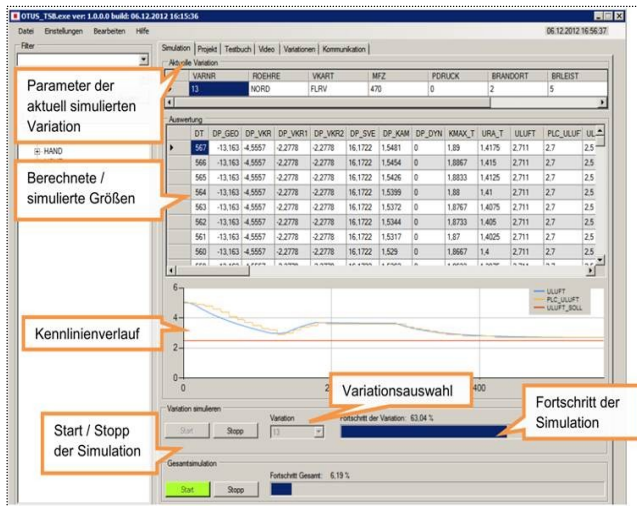 OTUS_TSB.exe ver: 1.0.0.0 build: 06.12.2012 16:15:36
Datei Einstellungen Bearbeiten Hilfe 06.12.2012 16:56:37
Filter
Simulation Projekt Testbuch Video Variationen Kommunikation
Aktuelle Variation
VARNR ROEHRE VKART MFZ PDRUCK BRANDORT BRLEIST
13 NORD FLRV 470 0 2 5
Parameter der
aktuell simulierten
Variation
HAND
Auswertung
DT DP_GEO DP_VKR DP_VKR1 DP_VKR2 DP_SVE DP_KAM DP_DYN KMAX_T URA_T ULUFT PLC_ULUF UL
567 -13,163 -4,5557 -2,2778 -2,2778 16,1722 1,5481 0 1,89 1,4175 2,711 2,7 2,5
566 -13,163 -4,5557 -2,2778 -2,2778 16,1722 1,5454 0 1,8867 1,415 2,711 2,7 2,5
565 -13,163 -4,5557 -2,2778 -2,2778 16,1722 1,5426 0 1,8833 1,4125 2,711 2,7 2,5
564 -13,163 -4,5557 -2,2778 -2,2778 16,1722 1,5399 0 1,88 1,41 2,711 2,7 2,5
563 -13,163 -4,5557 -2,2778 -2,2778 16,1722 1,5372 0 1,8767 1,4075 2,711 2,7 2,5
562 -13,163 -4,5557 -2,2778 -2,2778 16,1722 1,5344 0 1,8733 1,405 2,711 2,7 2,5
561 -13,163 -4,5557 -2,2778 -2,2778 16,1722 1,5317 0 1,87 1,4025 2,711 2,7 2,5
560 -13,163 -4,5557 -2,2778 -2,2778 16,1722 1,529 0 1,8667 1,4 2,711 2,7 2,5
Berechnete /
simulierte Größen
6
4
2
0
0 2 400
ULUFT
PLC_ULUFT
ULUFT_SOLL
Kennlinienverlauf
Variationsauswahl
Fortschritt der
Simulation
Variation simulieren
Start Stopp
Variation
13
Fortschritt der Variation: 63,04 %
Start / Stopp
der Simulation
Gesamtsimulation
Start Stopp
Fortschritt Gesamt: 6,19 %